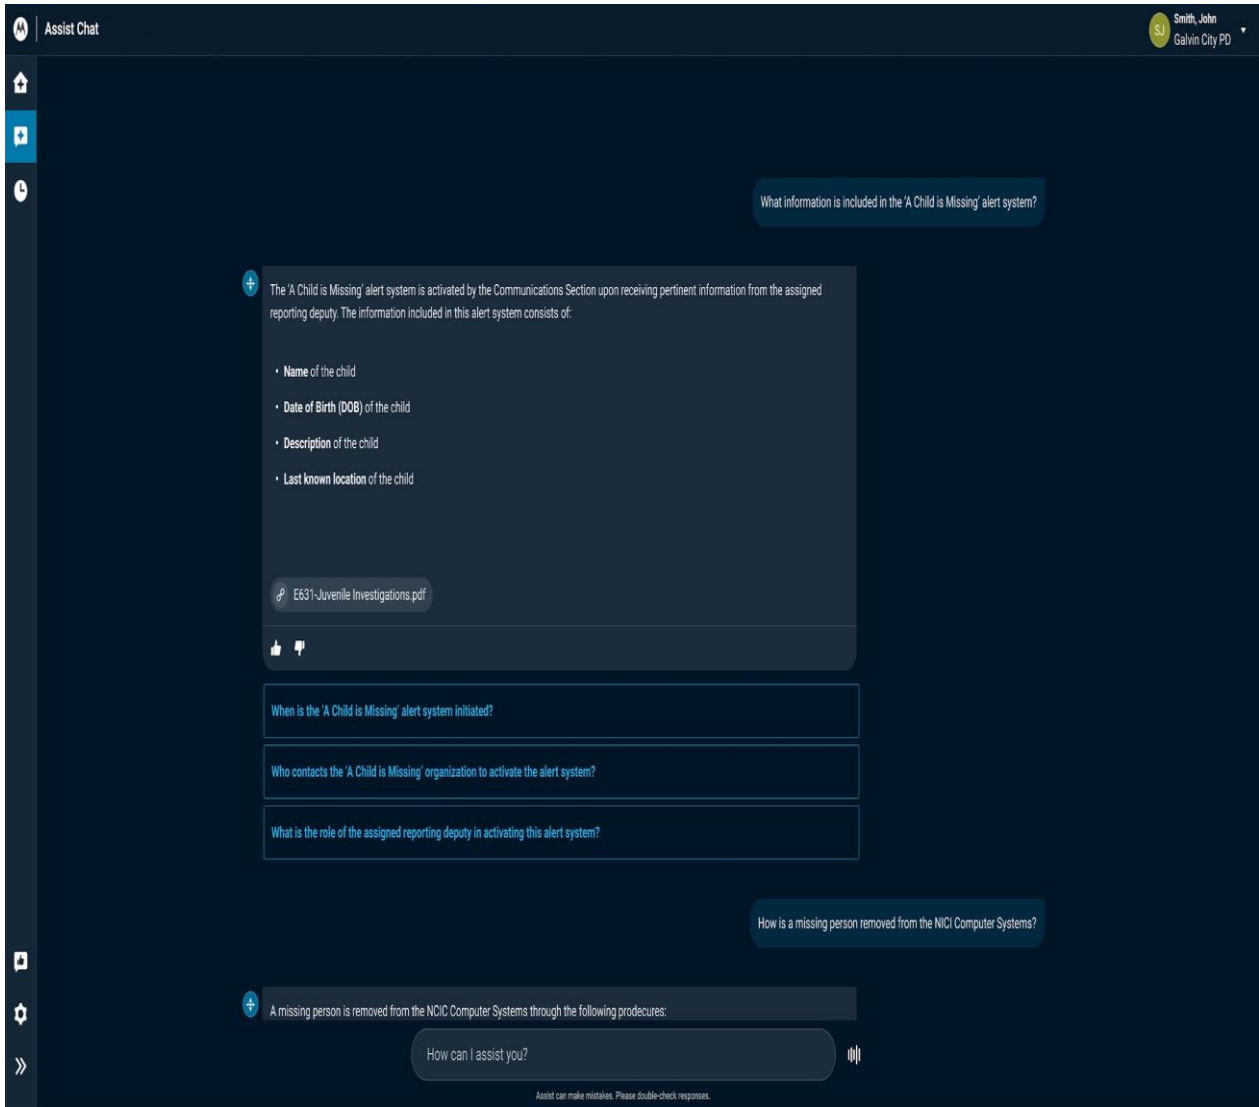 Assist Chat
Smith, John
SJ
Galvin City PD
What information is included in the 'A Child is Missing' alert system?
The 'A Child is Missing' alert system is activated by the Communications Section upon receiving pertinent information from the assigned
reporting deputy. The information included in this alert system consists of:
• Name of the child
• Date of Birth (DOB) of the child
• Description of the child
• Last known location of the child
E631-Juvenile Investigations.pdf
When is the 'A Child is Missing' alert system initiated?
Who contacts the 'A Child is Missing' organization to activate the alert system?
What is the role of the assigned reporting deputy in activating this alert system?
How is a missing person removed from the NICI Computer Systems?
A missing person is removed from the NCIC Computer Systems through the following prodecures:
How can I assist you?
Assist can make mistakes. Please double-check responses.